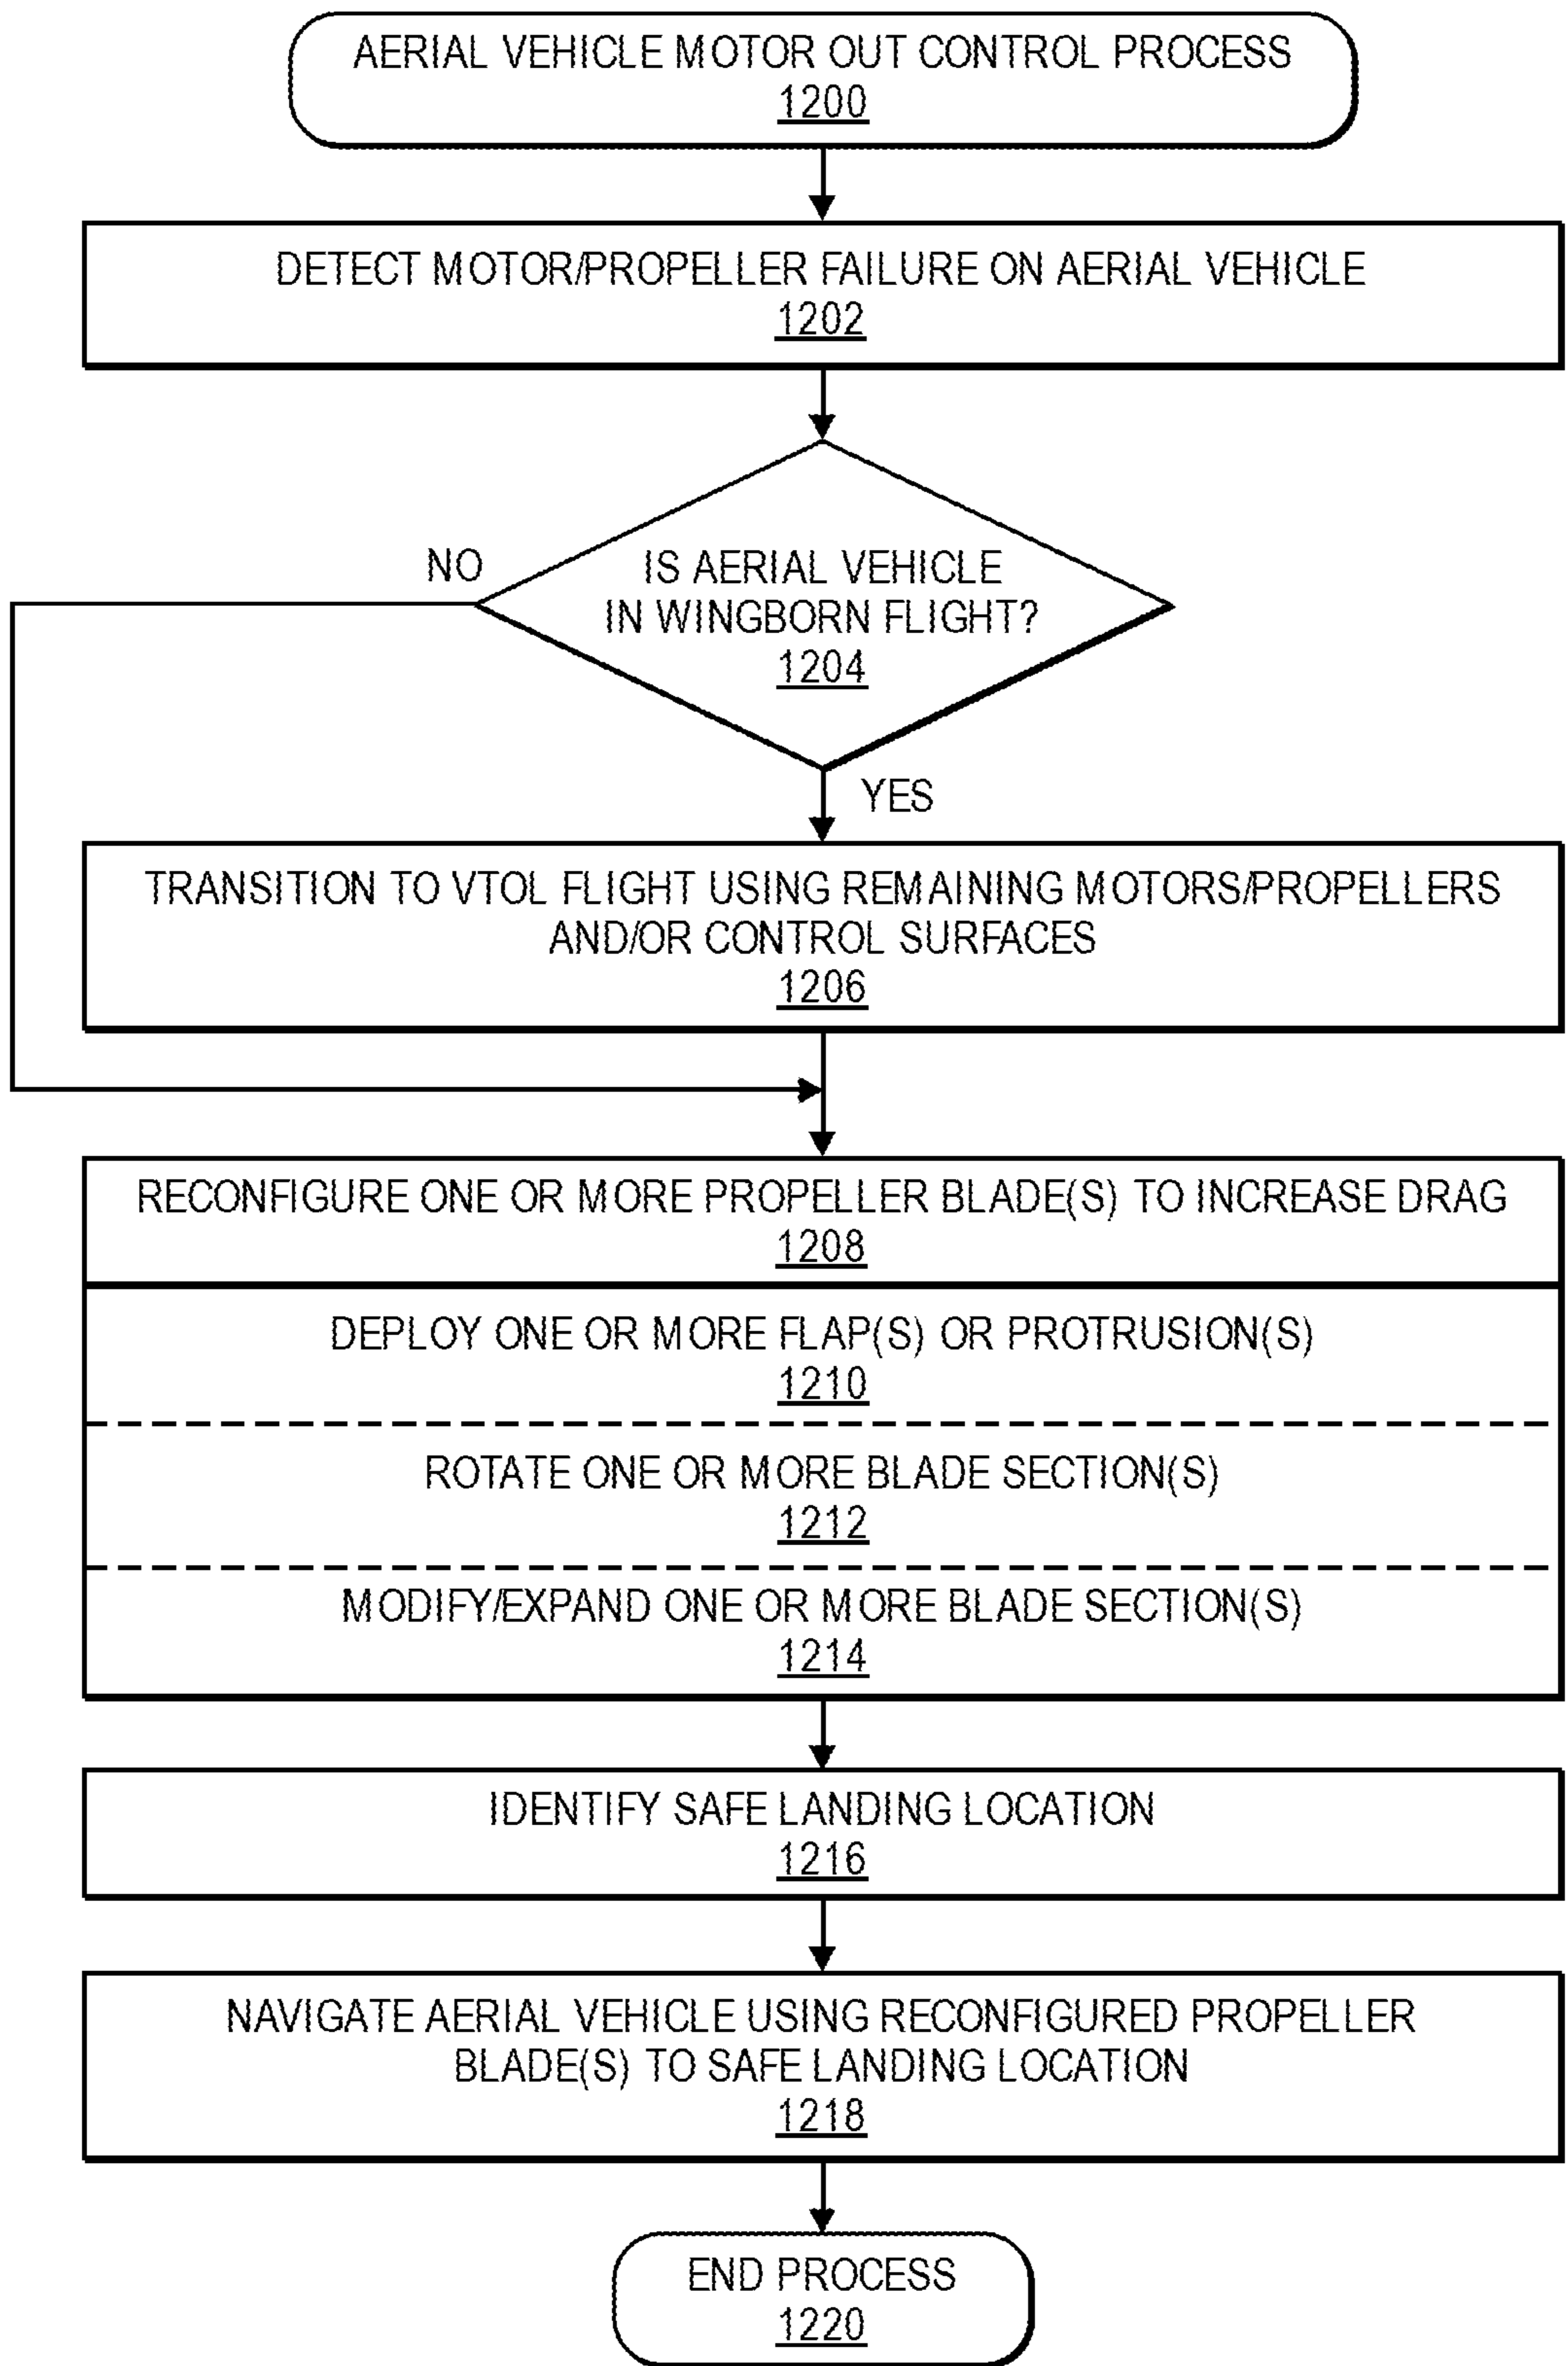 AERIAL VEHICLE MOTOR OUT CONTROL PROCESS
1200
DETECT MOTOR/PROPELLER FAILURE ON AERIAL VEHICLE
1202
NO
IS AERIAL VEHICLE
IN WINGBORN FLIGHT?
1204
YES
TRANSITION TO VTOL FLIGHT USING REMAINING MOTORS/PROPELLERS
AND/OR CONTROL SURFACES
1206
RECONFIGURE ONE OR MORE PROPELLER BLADE(S) TO INCREASE DRAG
1208
DEPLOY ONE OR MORE FLAP(S) OR PROTRUSION(S)
1210
ROTATE ONE OR MORE BLADE SECTION(S)
1212
MODIFY/EXPAND ONE OR MORE BLADE SECTION(S)
1214
IDENTIFY SAFE LANDING LOCATION
1216
NAVIGATE AERIAL VEHICLE USING RECONFIGURED PROPELLER
BLADE(S) TO SAFE LANDING LOCATION
1218
END PROCESS
1220